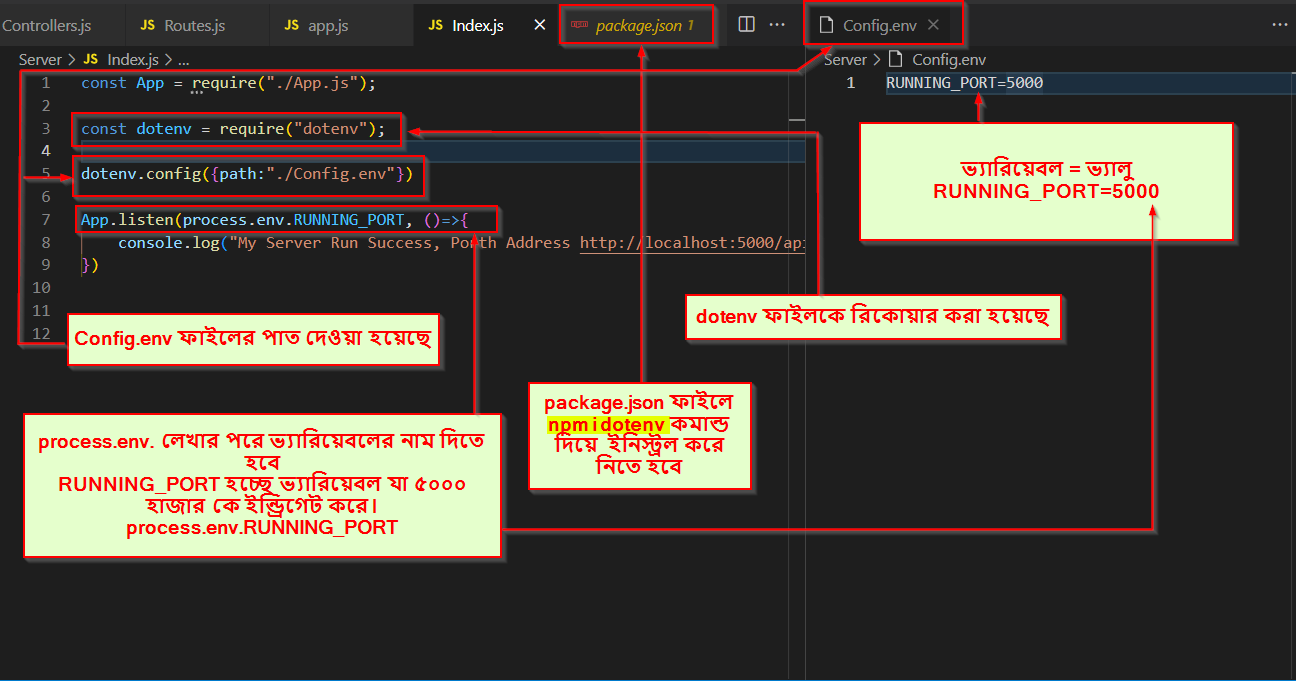 Controllers.js
JS Routes.js
JS app.js
JS Index.js
package.json 1
Config.env
Server > JS Index.js > ...
Server > Config.env
1 const App = require("./App.js");
2
3 const dotenv = require("dotenv");
4
5 dotenv.config({path:"./Config.env"})
6
7 App.listen(process.env.RUNNING_PORT, ()=>{
8 console.log("My Server Run Success, Porth Address http://localhost:5000/api
9 })
10
11
12
1 RUNNING_PORT=5000
ভ্যারিয়েবল = ভ্যালু
RUNNING_PORT=5000
dotenv ফাইলকে রিকোয়ার করা হয়েছে
Config.env ফাইলের পাত দেওয়া হয়েছে
package.json ফাইলে
npm i dotenv কমান্ড
দিয়ে ইনিস্ট্রল করে
নিতে হবে
process.env. লেখার পরে ভ্যারিয়েবলের নাম দিতে
হবে
RUNNING_PORT হচ্ছে ভ্যারিয়েবল যা ৫০০০
হাজার কে ইন্ড্রিগেট করে।
process.env.RUNNING_PORT